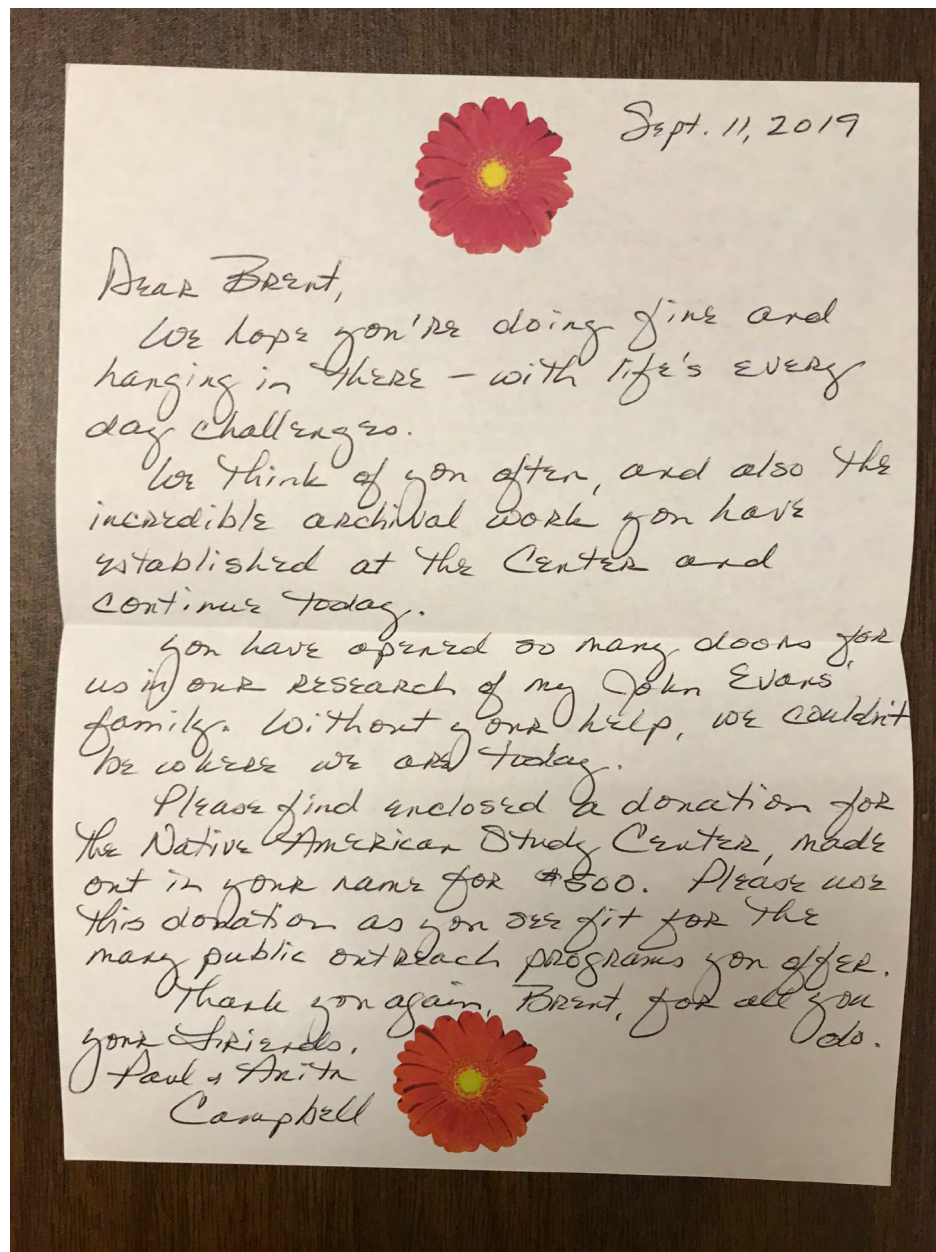 Sept. 11, 2019
Dear Brent,
We hope you're doing fine and
hanging in there – with life's every
day challenges.
We think of you often, and also the
incredible archival work you have
established at the Center and
continue today.
You have opened so many doors for
us in our research of my John Evans
family. Without your help, we couldn't
be where we are today.
Please find enclosed a donation for
the Native American Study Center, made
out in your name for $500. Please use
this donation as you see fit for the
many public outreach programs you offer.
Thank you again, Brent, for all you
do.
Your Friends,
Paul & Anita
Campbell